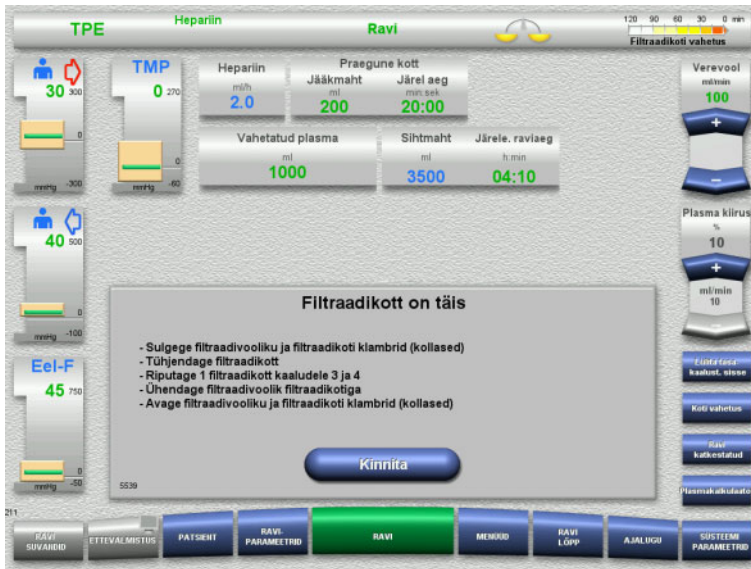 TPE
Hepariin
Ravi
120 90 60 30 0 min
Filtraadikoti vahetus
30 300
0
mmHg -300
TMP
0 270
0
mmHg -60
Hepariin
ml/h
2.0
Praegune kott
Jääkmaht Järel aeg
ml min:sek
200 20:00
Vahetatud plasma
ml
1000
Sihtmaht Järele. raviaeg
ml h:min
3500 04:10
Verevool
ml/min
100
+
–
40 500
0
mmHg -100
Plasma kiirus
%
10
+
ml/min
10
–
Eel-F
45 750
0
mmHg -50
Filtraadikott on täis
- Sulgege filtraadivooliku ja filtraadikoti klambrid (kollased)
- Tühjendage filtraadikott
- Riputage 1 filtraadikott kaaludele 3 ja 4
- Ühendage filtraadivoolik filtraadikotiga
- Avage filtraadivooliku ja filtraadikoti klambrid (kollased)
Kinnita
5539
kaalust. sisse
Koti vahetus
Ravi
katkestatud
Plasmakalkulaator
211
RAVI
SUVANDID
ETTEVALMISTUS
PATSIENT
RAVI-
PARAMEETRID
RAVI
MENÜÜD
RAVI
LÕPP
AJALUGU
SÜSTEEMI
PARAMEETRID